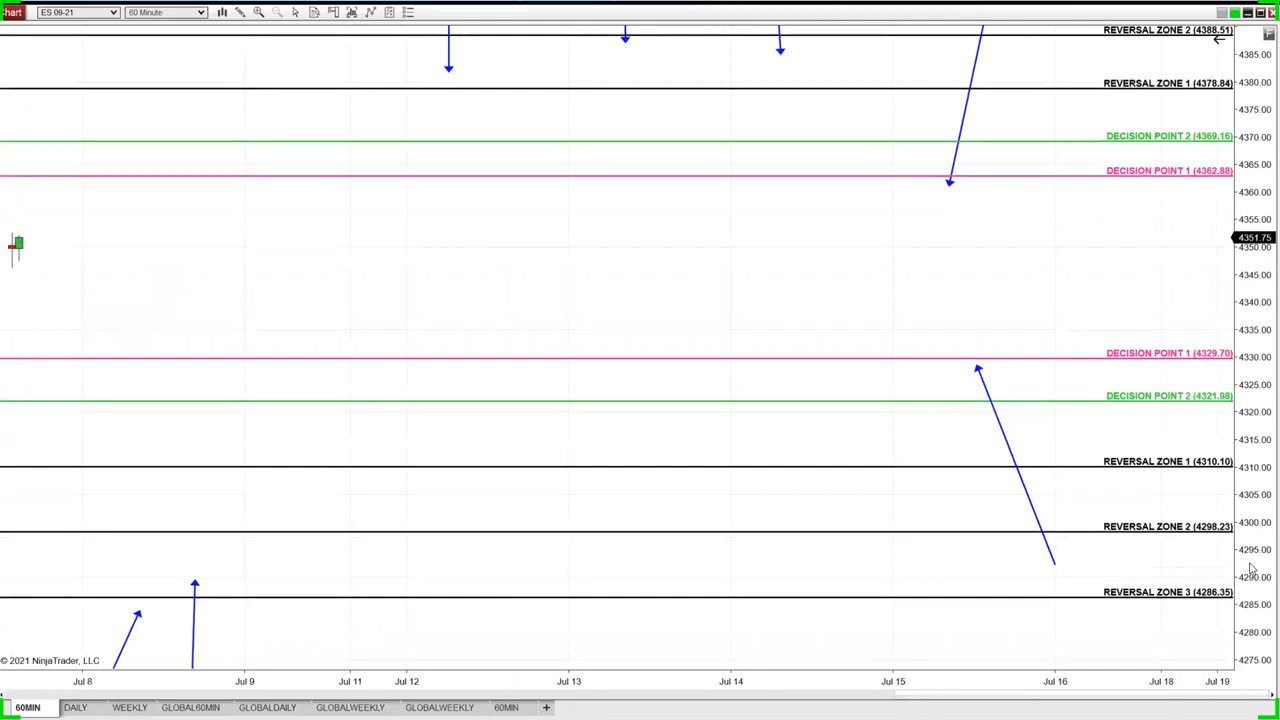 Chart
ES 09-21
60 Minute
REVERSAL ZONE 2 (4388.51)
F
4385.00
REVERSAL ZONE 1 (4378.84)
4380.00
4375.00
DECISION POINT 2 (4369.16)
4370.00
4365.00
DECISION POINT 1 (4362.88)
4360.00
4355.00
4351.75
4350.00
4345.00
4340.00
4335.00
DECISION POINT 1 (4329.70)
4330.00
4325.00
DECISION POINT 2 (4321.98)
4320.00
4315.00
REVERSAL ZONE 1 (4310.10)
4310.00
4305.00
4300.00
REVERSAL ZONE 2 (4298.23)
4295.00
4290.00
REVERSAL ZONE 3 (4286.35)
4285.00
4280.00
4275.00
© 2021 NinjaTrader, LLC
Jul 8 Jul 9 Jul 11 Jul 12 Jul 13 Jul 14 Jul 15 Jul 16 Jul 18 Jul 19
60MIN DAILY WEEKLY GLOBAL60MIN GLOBALDAILY GLOBALWEEKLY GLOBALWEEKLY 60MIN +